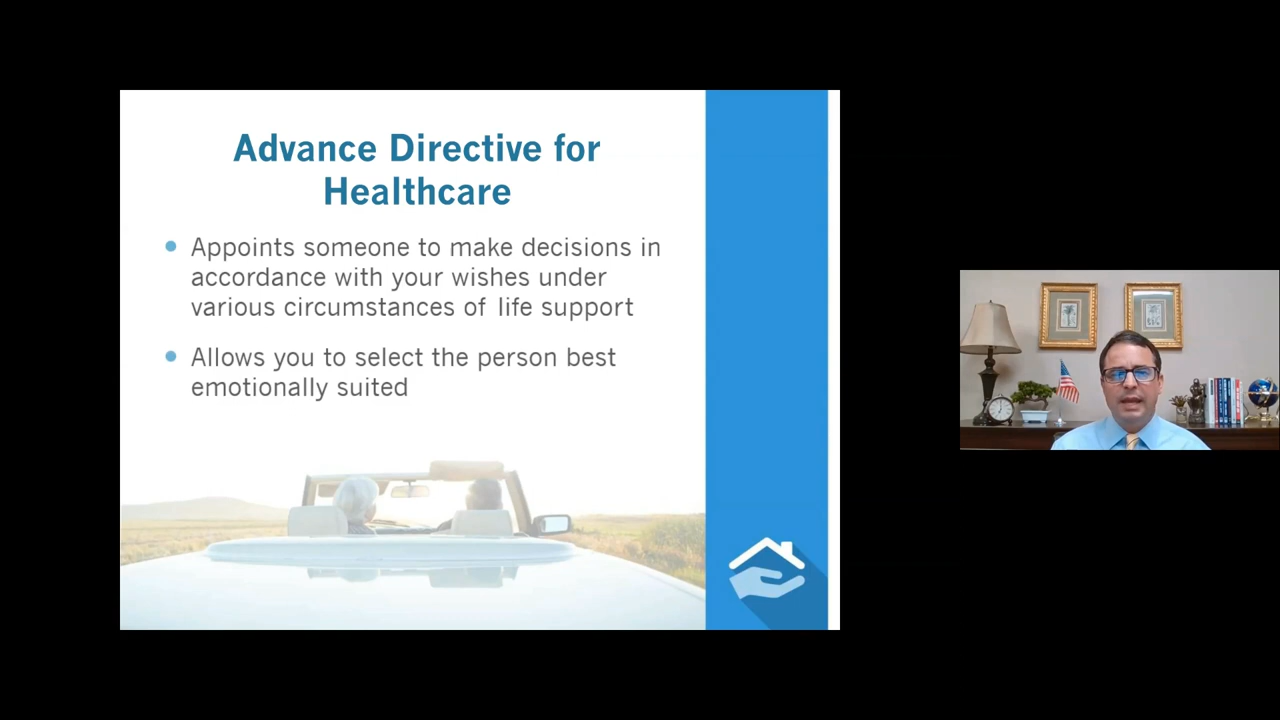 Advance Directive for
Healthcare
Appoints someone to make decisions in
accordance with your wishes under
various circumstances of life support
Allows you to select the person best
emotionally suited